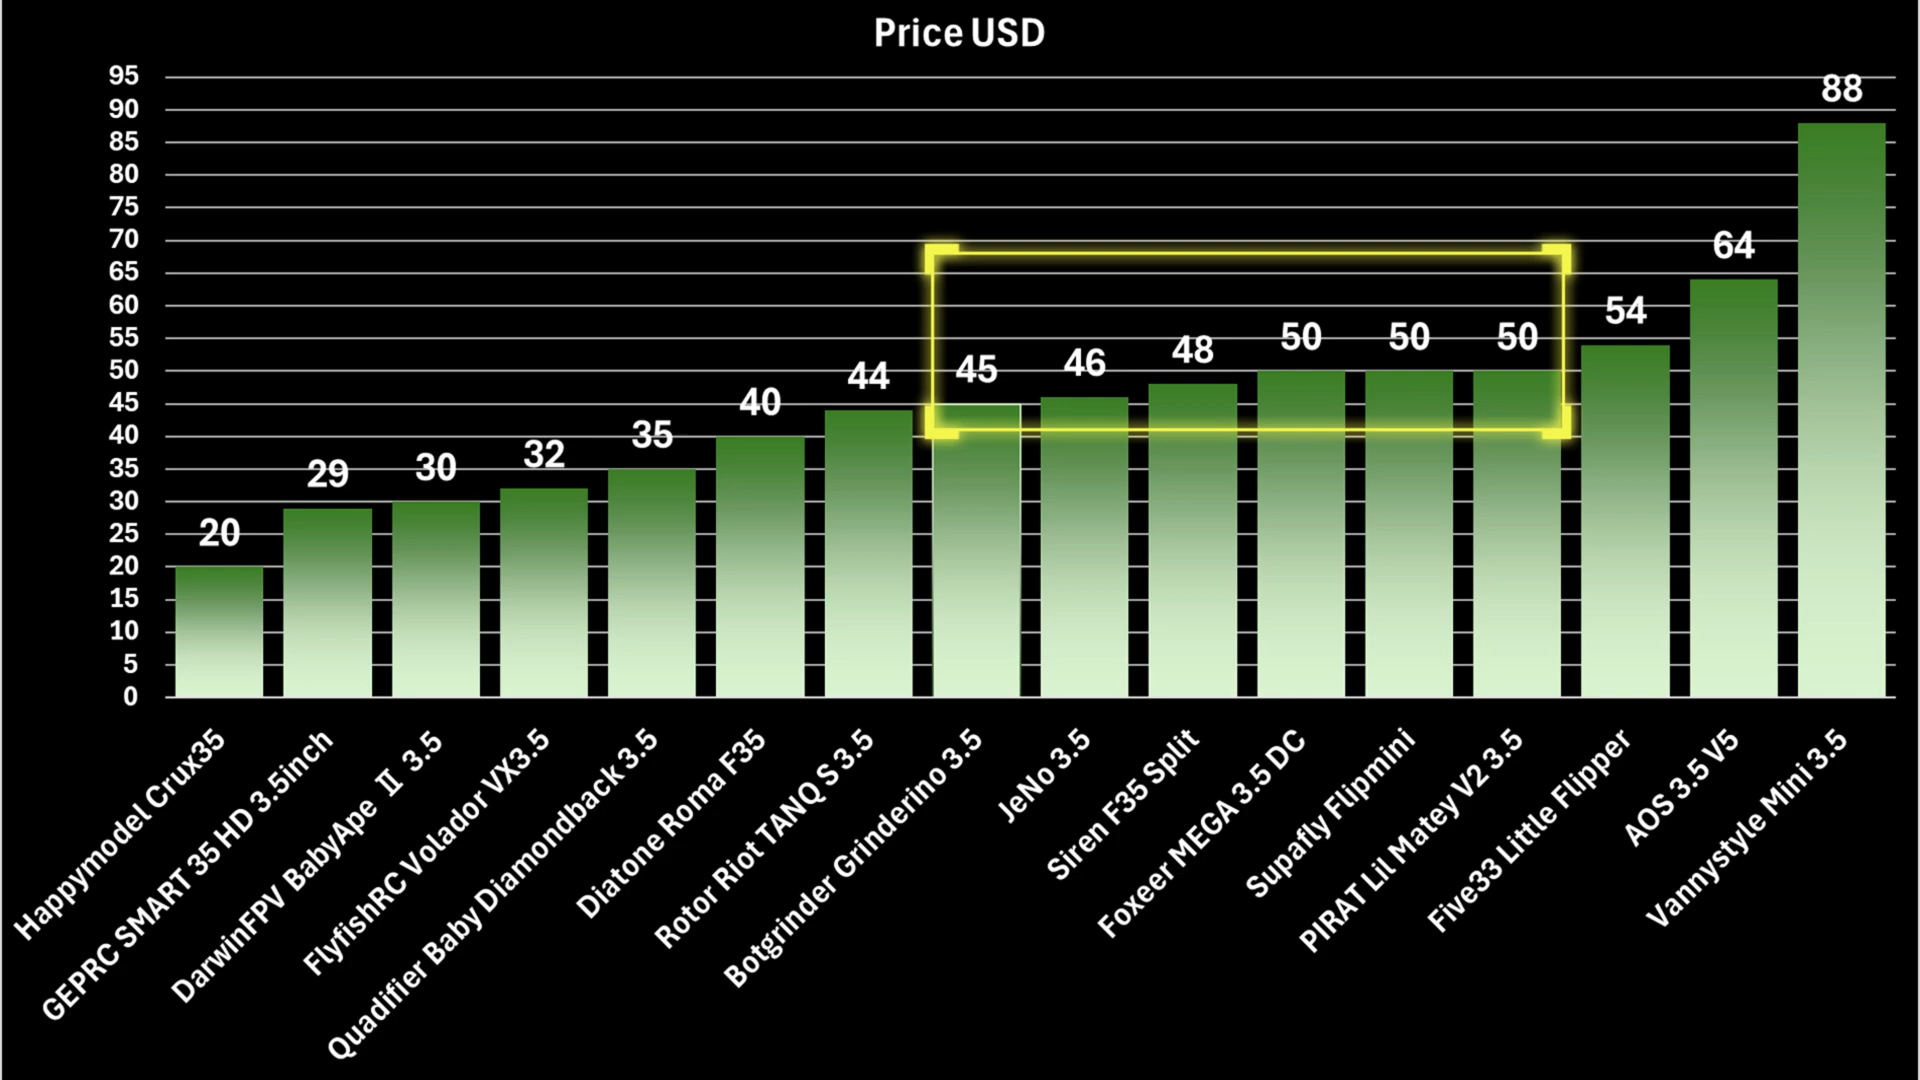 Price USD
95
90
85
80
75
70
65
60
55
50
45
40
35
30
25
20
15
10
5
0
20
29
30
32
35
40
44
45
46
48
50
50
50
54
64
88
Happymodel Crux35
GEPRC SMART 35 HD 3.5inch
DarwinFPV BabyApe Ⅱ 3.5
FlyfishRC Volador VX3.5
Quadifier Baby Diamondback 3.5
Diatone Roma F35
Rotor Riot TANQ S 3.5
Botgrinder Grinderino 3.5
JeNo 3.5
Siren F35 Split
Foxeer MEGA 3.5 DC
Supafly Flipmini
PIRAT Lil Matey V2 3.5
Five33 Little Flipper
AOS 3.5 V5
Vannystyle Mini 3.5